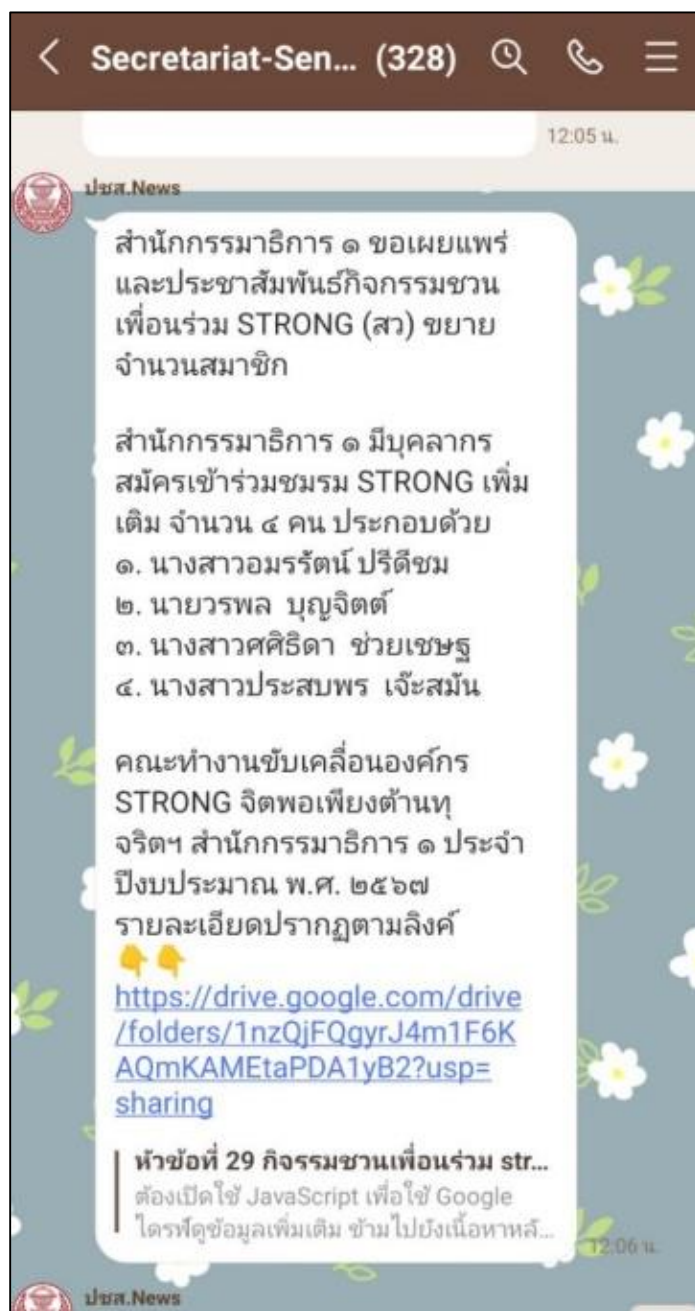 Secretariat-Sen... (328)
12:05 น.
ปชส.News
สำนักกรรมาธิการ ๑ ขอเผยแพร่
และประชาสัมพันธ์กิจกรรมชวน
เพื่อนร่วม STRONG (สว) ขยาย
จำนวนสมาชิก
สำนักกรรมาธิการ ๑ มีบุคลากร
สมัครเข้าร่วมชมรม STRONG เพิ่ม
เติม จำนวน ๔ คน ประกอบด้วย
๑. นางสาวอมรรัตน์ ปรีดีชม
๒. นายวรพล บุญจิตต์
๓. นางสาวศศิธิดา ช่วยเชษฐ
๔. นางสาวประสบพร เจ๊ะสมัน
คณะทำงานขับเคลื่อนองค์กร
STRONG จิตพอเพียงต้านทุ
จริตฯ สำนักกรรมาธิการ ๑ ประจำ
ปีงบประมาณ พ.ศ. ๒๕๖๗
รายละเอียดปรากฏตามลิงค์
👇👇
https://drive.google.com/drive
/folders/1nzQjFQgyrJ4m1F6K
AQmKAMEtaPDA1yB2?usp=
sharing
หัวข้อที่ 29 กิจรรมชวนเพื่อนร่วม str...
ต้องเปิดใช้ JavaScript เพื่อใช้ Google
ไดรฟ์ดูข้อมูลเพิ่มเติม ข้ามไปยังเนื้อหาหลั...
12:06 น.
ปชส.News